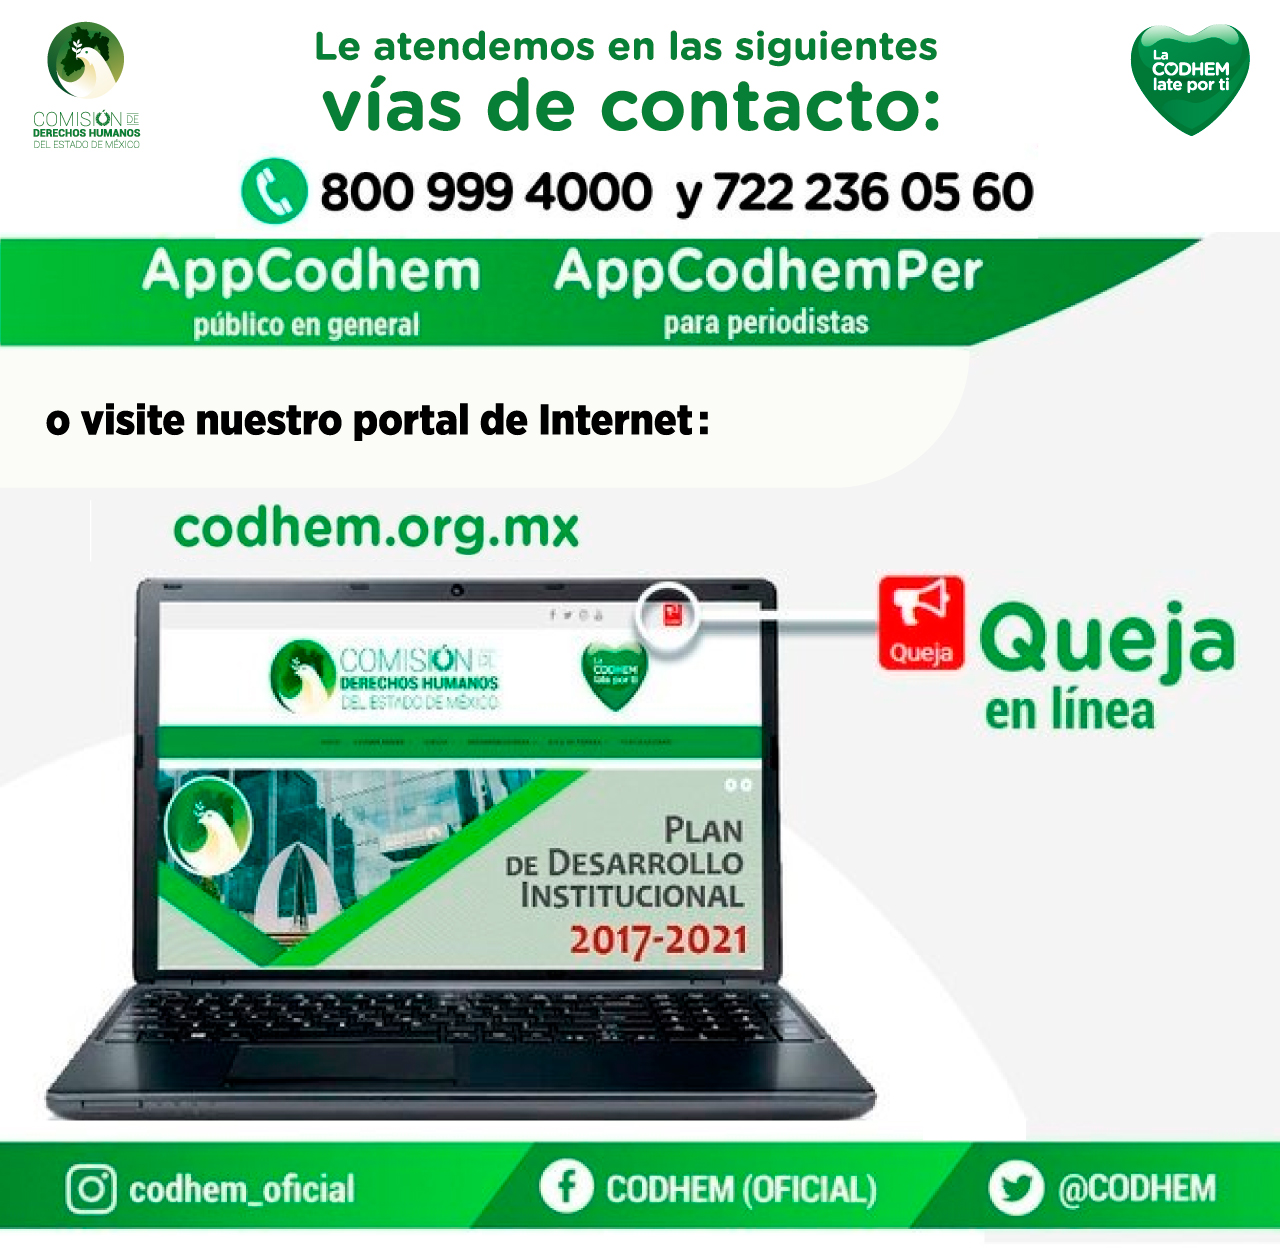 COMISIÓN DE
DERECHOS HUMANOS
DEL ESTADO DE MÉXICO
Le atendemos en las siguientes
vías de contacto:
La
CODHEM
late por ti
800 999 4000 y 722 236 05 60
AppCodhem
público en general
AppCodhemPer
para periodistas
o visite nuestro portal de Internet:
codhem.org.mx
COMISIÓN DE
DERECHOS HUMANOS
DEL ESTADO DE MÉXICO
La
CODHEM
late por ti
Queja
Queja
en línea
PLAN
DE DESARROLLO
INSTITUCIONAL
2017-2021
codhem_oficial
CODHEM (OFICIAL)
@CODHEM